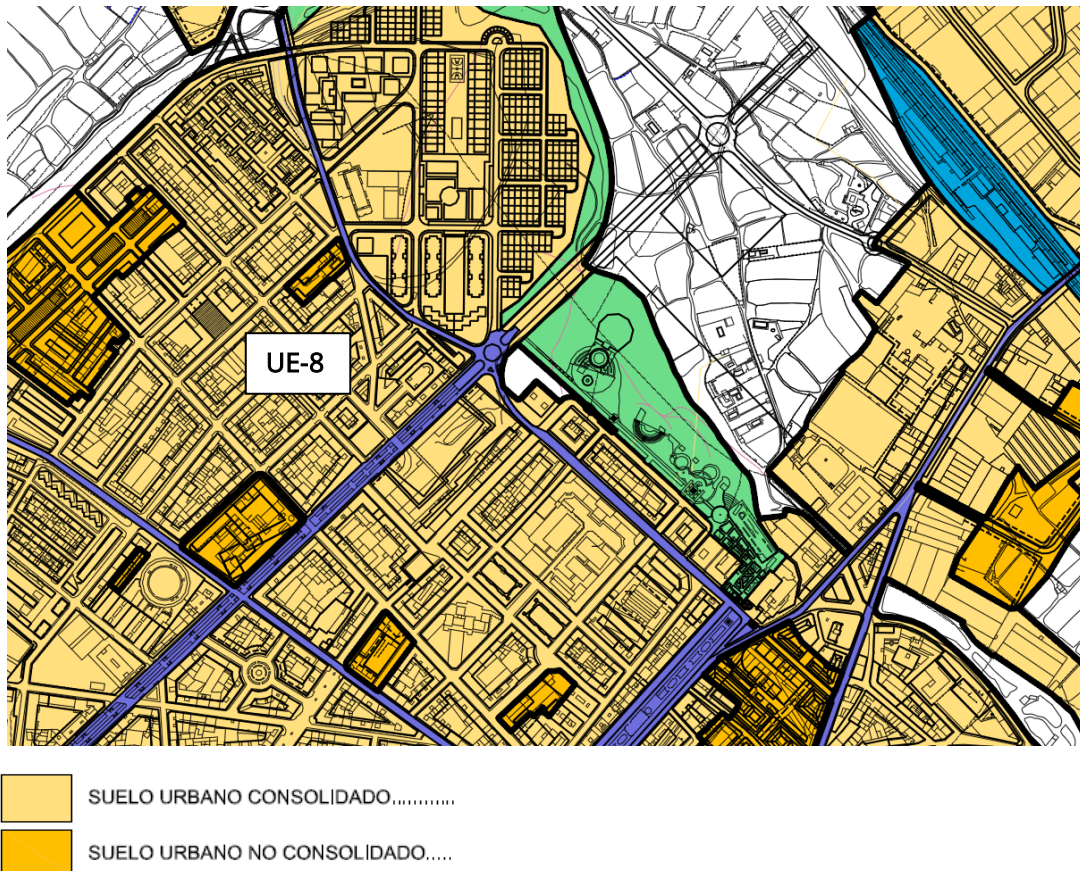 UE-8
SUELO URBANO CONSOLIDADO............
SUELO URBANO NO CONSOLIDADO.....